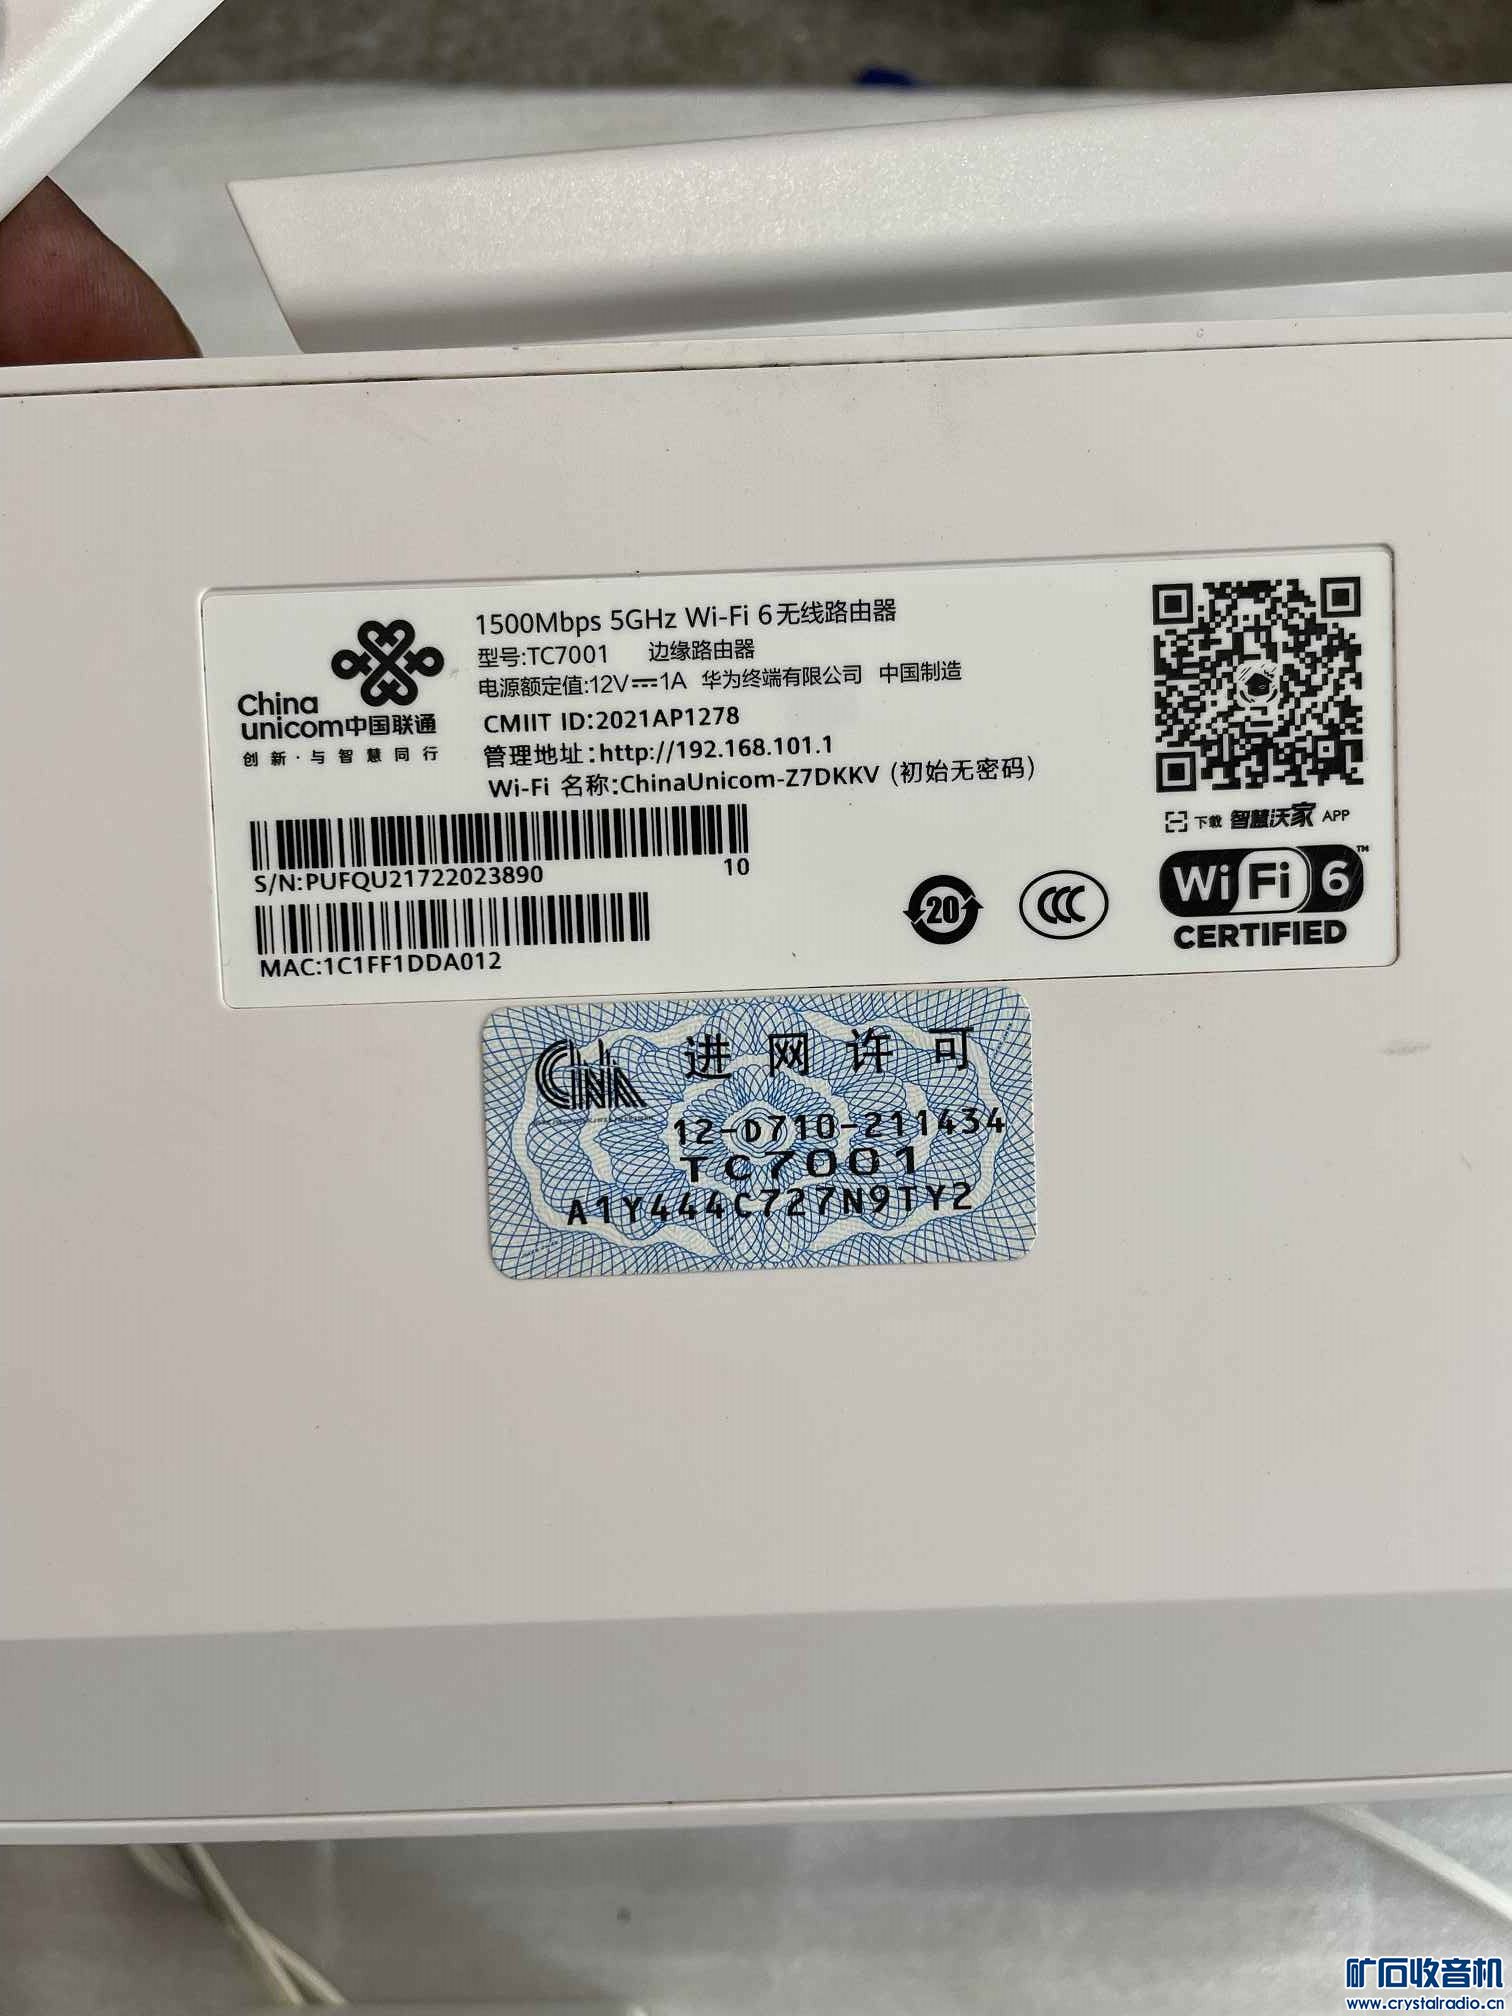 China
unicom中国联通
创新·与智慧同行
1500Mbps 5GHz Wi-Fi 6无线路由器
型号:TC7001 边缘路由器
电源额定值:12V⎓1A 华为终端有限公司 中国制造
CMIIT ID:2021AP1278
管理地址:http://192.168.101.1
Wi-Fi 名称:ChinaUnicom-Z7DKKV (初始无密码)
S/N:PUFQU21722023890 10
MAC:1C1FF1DDA012
下载 智慧沃家 APP
20
CCC
Wi Fi 6™
CERTIFIED
CNA 进网许可
12-D710-211434
TC7001
A1Y444C727N9TY2
矿石收音机
www.crystalradio.cn